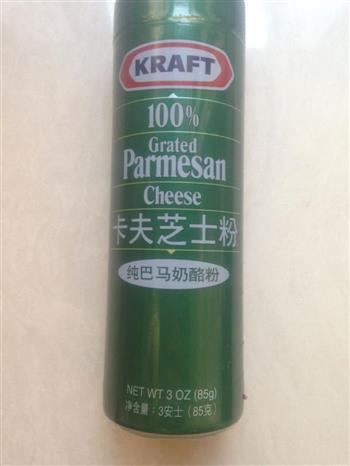 KRAFT
100%
Grated
Parmesan
Cheese
卡夫芝士粉
纯巴马奶酪粉
NET WT 3 OZ (85g)
净含量：3安士（85克）